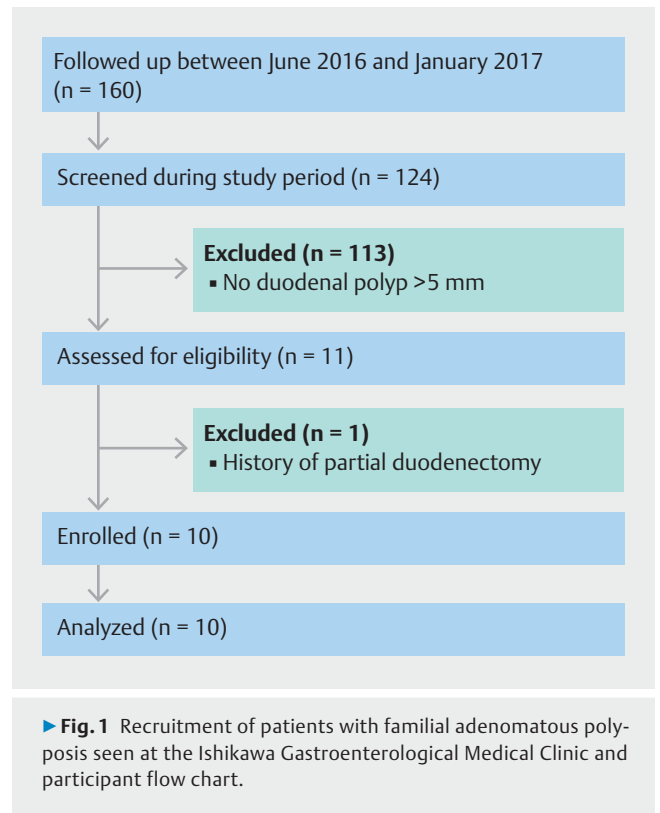 Followed up between June 2016 and January 2017
(n = 160)
Screened during study period (n = 124)
Excluded (n = 113)
▪ No duodenal polyp >5 mm
Assessed for eligibility (n = 11)
Excluded (n = 1)
▪ History of partial duodenectomy
Enrolled (n = 10)
Analyzed (n = 10)
▶ Fig. 1 Recruitment of patients with familial adenomatous poly-
posis seen at the Ishikawa Gastroenterological Medical Clinic and
participant flow chart.